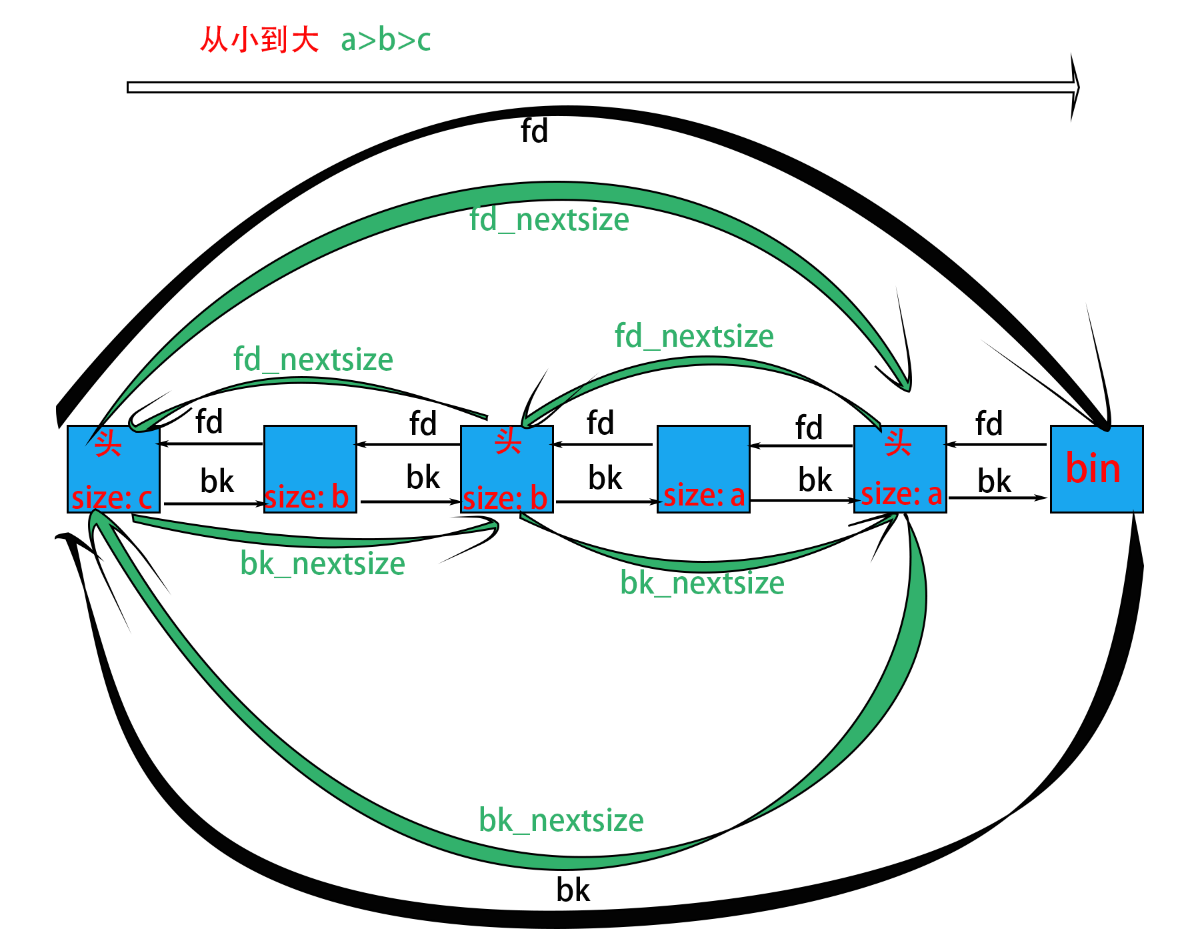 从小到大 a>b>c
fd
fd_nextsize
fd_nextsize
fd_nextsize
fd
fd
fd
fd
fd
头
头
头
bin
bk
bk
bk
bk
bk
size: c
size: b
size: b
size: a
size: a
bk_nextsize
bk_nextsize
bk_nextsize
bk